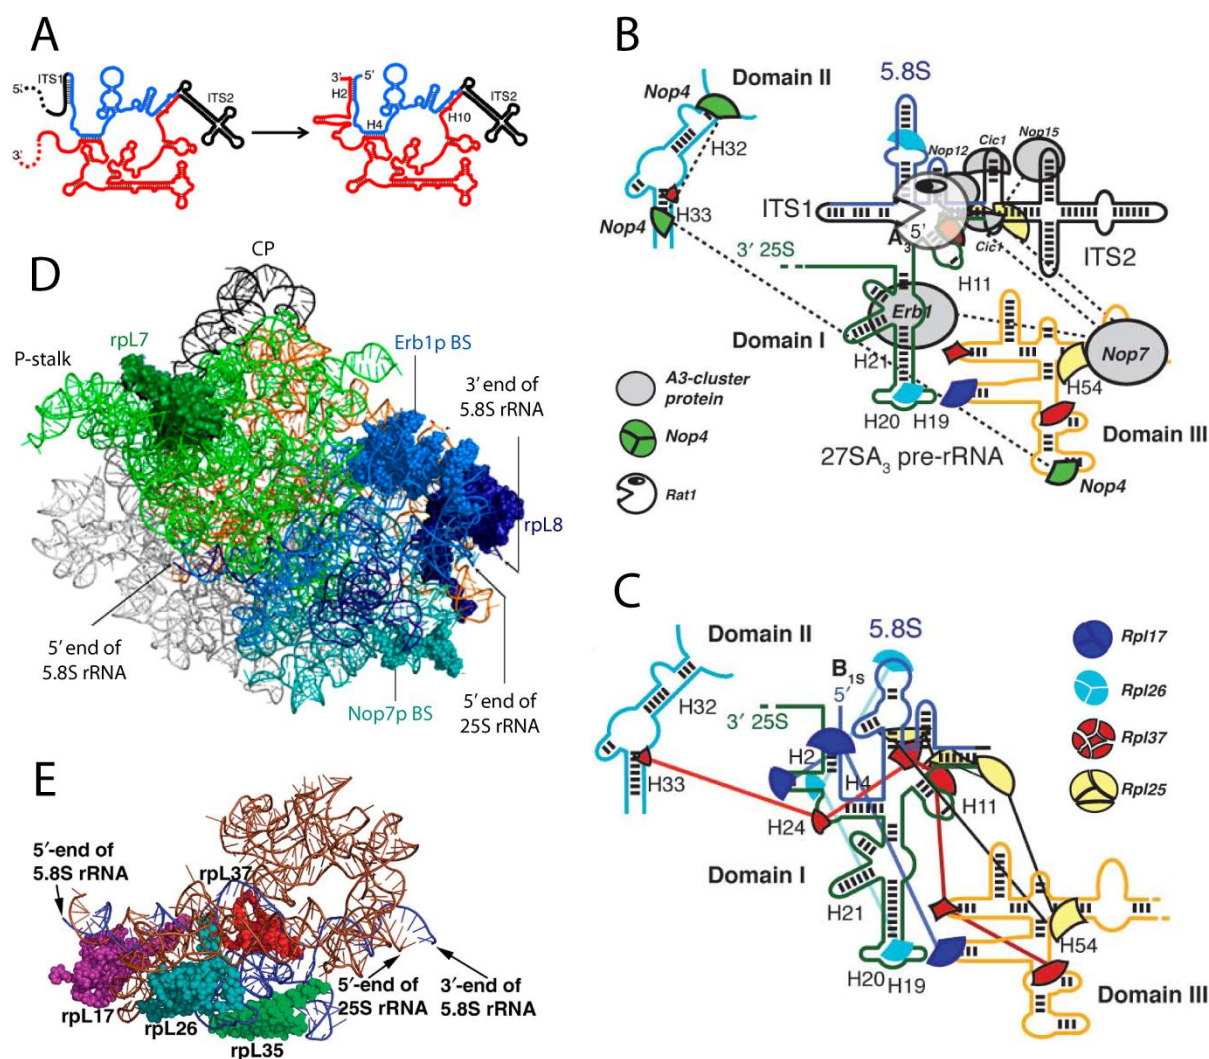 A
5′
ITS1
3′
ITS2
3′
5′
H2
H4
H10
ITS2
B
Domain II
Nop4
H32
H33
Nop4
5.8S
Nop12
Cic1
Nop15
ITS1
5′
A3
Cic1
ITS2
3′ 25S
H11
Erb1
Domain I
H21
Nop7
H54
H20
H19
Domain III
27SA3 pre-rRNA
Nop4
A3-cluster
protein
Nop4
Rat1
D
CP
rpL7
P-stalk
Erb1p BS
3′ end of
5.8S rRNA
rpL8
5′ end of
5.8S rRNA
Nop7p BS
5′ end of
25S rRNA
C
Domain II
5.8S
B1S
5′
H32
3′ 25S
H2
H33
H4
H24
H11
Domain I
H21
H54
H20
H19
Domain III
Rpl17
Rpl26
Rpl37
Rpl25
E
5′-end of
5.8S rRNA
rpL37
rpL17
rpL26
rpL35
5′-end of
25S rRNA
3′-end of
5.8S rRNA